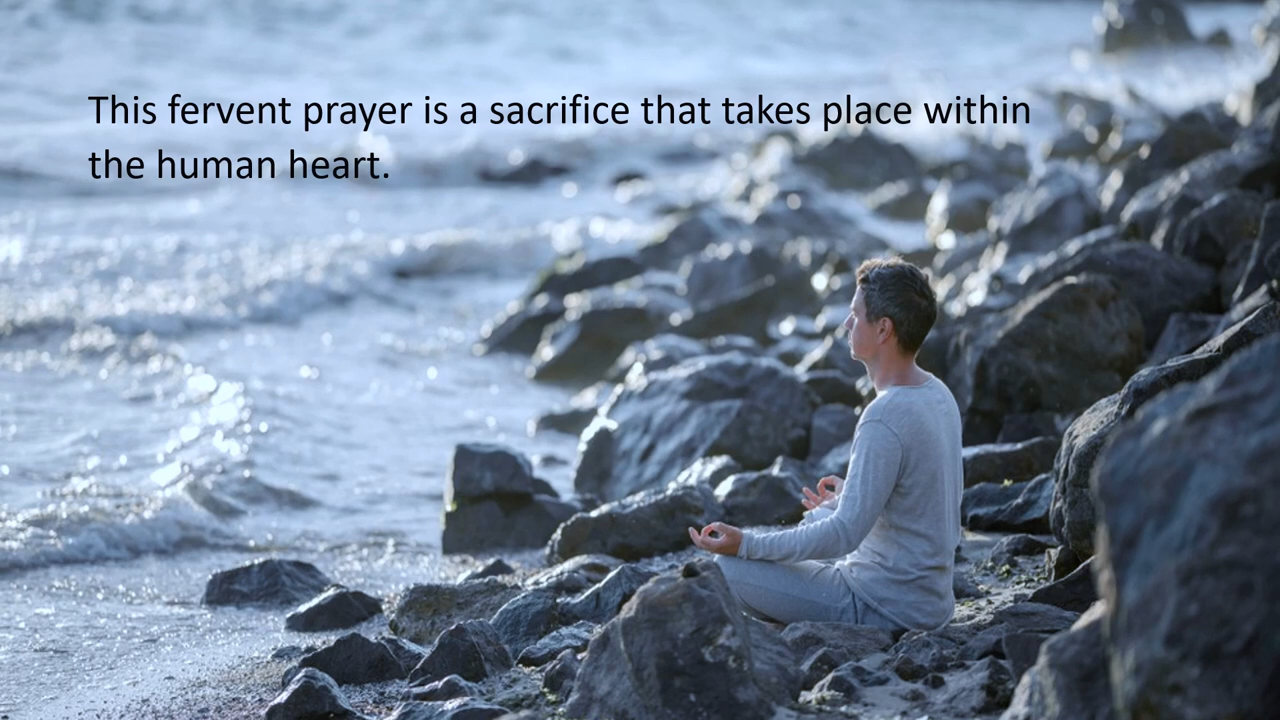 This fervent prayer is a sacrifice that takes place within
the human heart.